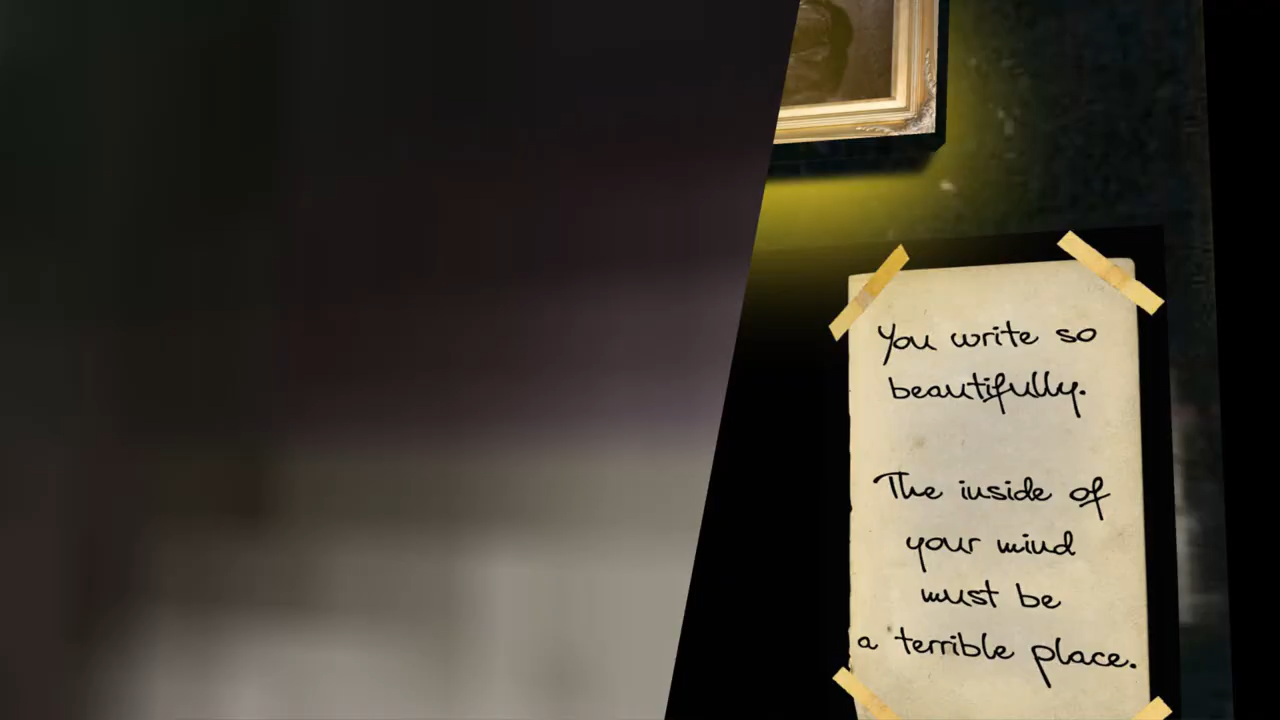 You write so
beautifully.
The inside of
your mind
must be
a terrible place.